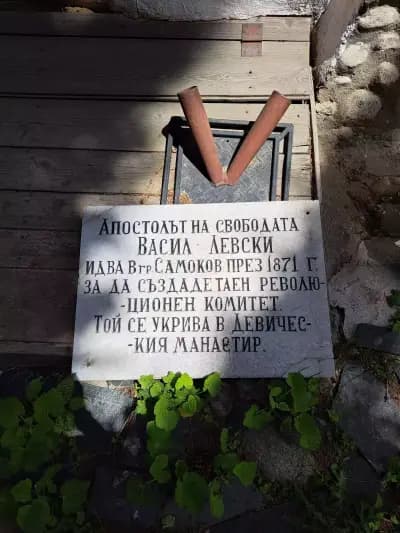 АПОСТОЛЪТ НА СВОБОДАТА
ВАСИЛ ЛЕВСКИ
ИДВА В ГР. САМОКОВ ПРЕЗ 1871 Г.
ЗА ДА СЪЗДАДЕ ТАЕН РЕВОЛЮ-
-ЦИОНЕН КОМИТЕТ.
ТОЙ СЕ УКРИВА В ДЕВИЧЕС-
-КИЯ МАНАСТИР.